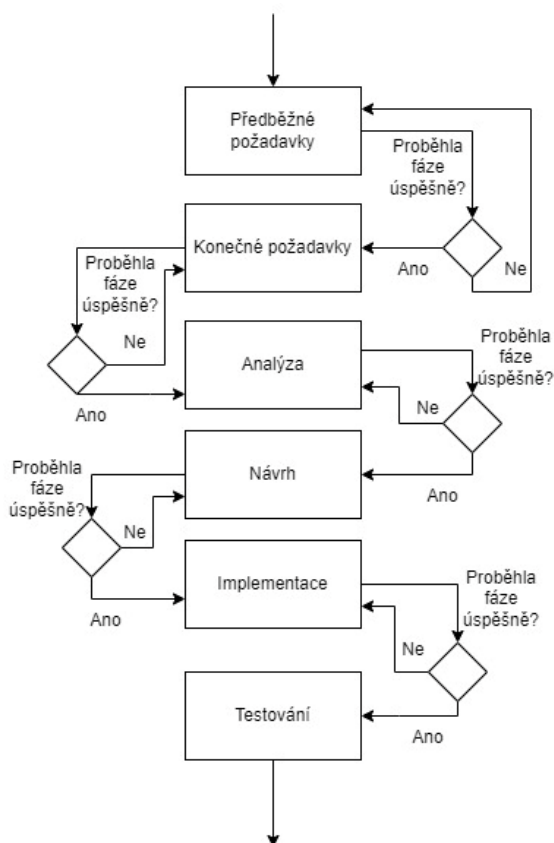 Předběžné
požadavky
Proběhla
fáze
úspěšně?
Konečné požadavky
Ano
Ne
Proběhla
fáze
úspěšně?
Ne
Ano
Analýza
Proběhla
fáze
úspěšně?
Ne
Ano
Návrh
Proběhla
fáze
úspěšně?
Ne
Ano
Implementace
Proběhla
fáze
úspěšně?
Ne
Ano
Testování